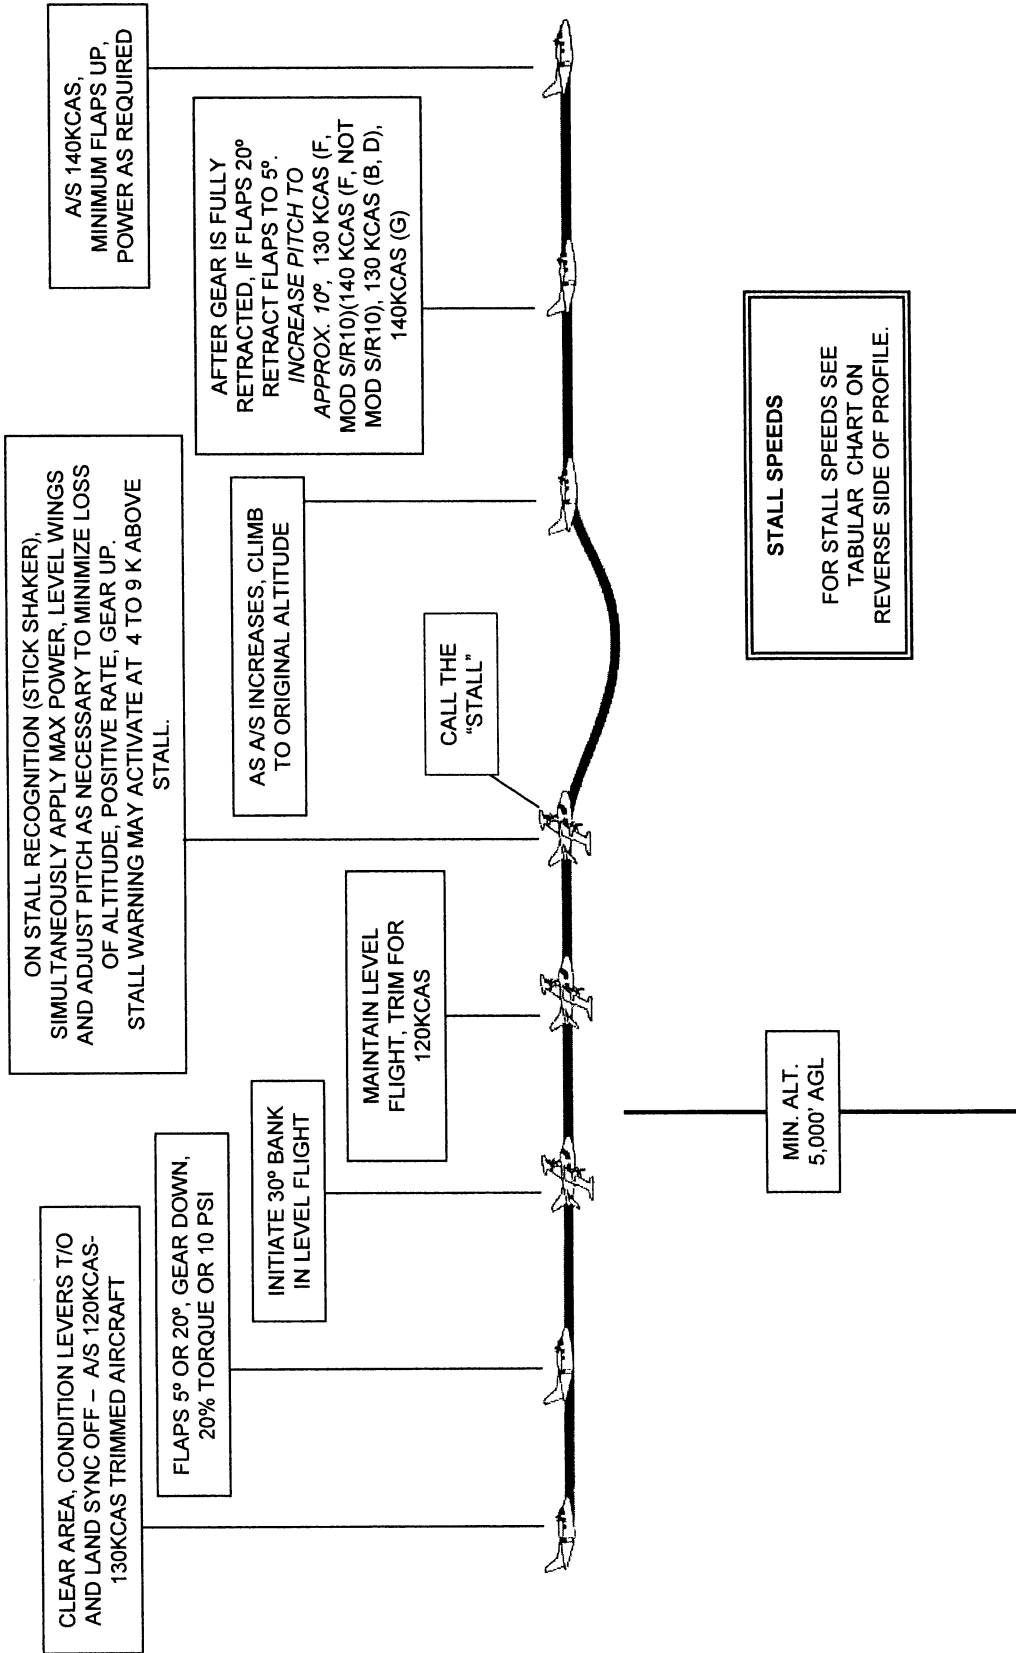 CLEAR AREA, CONDITION LEVERS T/O
AND LAND SYNC OFF – A/S 120KCAS-
130KCAS TRIMMED AIRCRAFT
FLAPS 5º OR 20º, GEAR DOWN,
20% TORQUE OR 10 PSI
INITIATE 30º BANK
IN LEVEL FLIGHT
MAINTAIN LEVEL
FLIGHT, TRIM FOR
120KCAS
ON STALL RECOGNITION (STICK SHAKER),
SIMULTANEOUSLY APPLY MAX POWER, LEVEL WINGS
AND ADJUST PITCH AS NECESSARY TO MINIMIZE LOSS
OF ALTITUDE, POSITIVE RATE, GEAR UP.
STALL WARNING MAY ACTIVATE AT 4 TO 9 K ABOVE
STALL.
CALL THE
“STALL”
AS A/S INCREASES, CLIMB
TO ORIGINAL ALTITUDE
AFTER GEAR IS FULLY
RETRACTED, IF FLAPS 20º
RETRACT FLAPS TO 5º.
INCREASE PITCH TO
APPROX. 10º, 130 KCAS (F,
MOD S/R10)(140 KCAS (F, NOT
MOD S/R10), 130 KCAS (B, D),
140KCAS (G)
A/S 140KCAS,
MINIMUM FLAPS UP,
POWER AS REQUIRED
MIN. ALT.
5,000’ AGL
STALL SPEEDS
FOR STALL SPEEDS SEE
TABULAR CHART ON
REVERSE SIDE OF PROFILE.